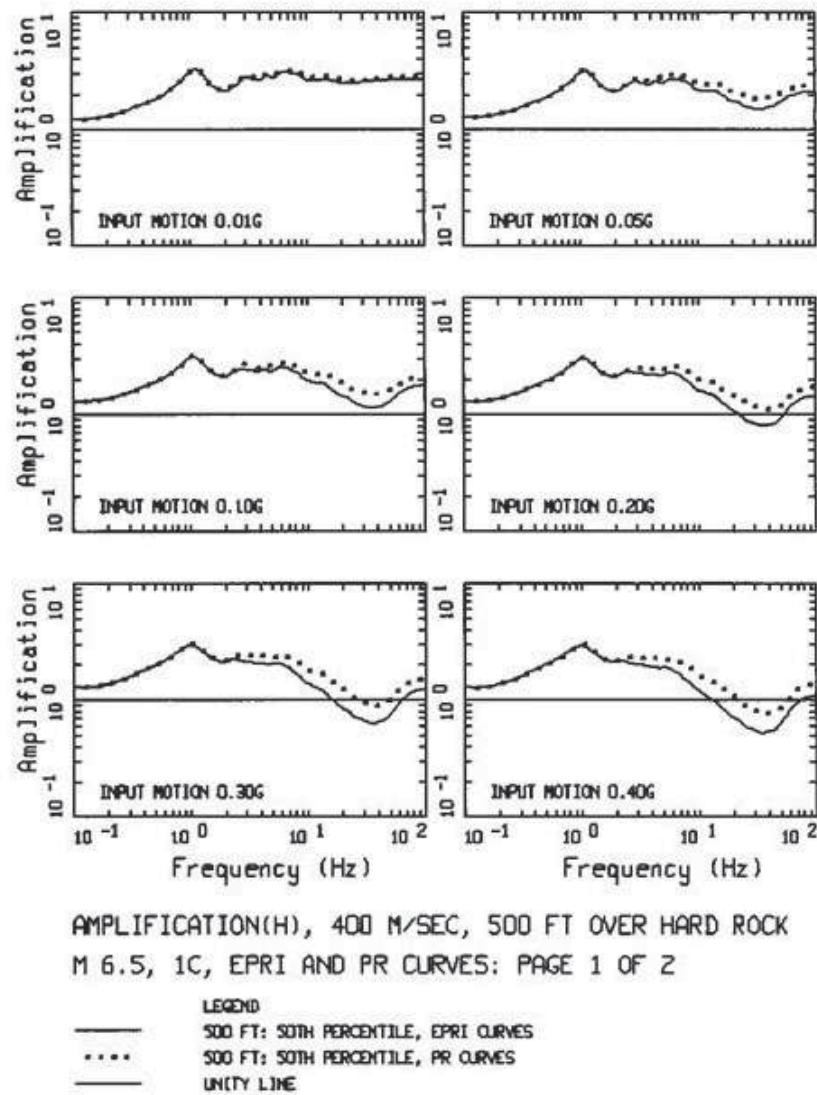 Amplification
10^1
10^0
10^-1
INPUT MOTION 0.01G
10^1
10^0
10^-1
INPUT MOTION 0.05G
Amplification
10^1
10^0
10^-1
INPUT MOTION 0.10G
10^1
10^0
10^-1
INPUT MOTION 0.20G
Amplification
10^1
10^0
10^-1
INPUT MOTION 0.30G
10^1
10^0
10^-1
INPUT MOTION 0.40G
10^-1 10^0 10^1 10^2
10^-1 10^0 10^1 10^2
Frequency (Hz)
Frequency (Hz)
AMPLIFICATION(H), 400 M/SEC, 500 FT OVER HARD ROCK
M 6.5, 1C, EPRI AND PR CURVES: PAGE 1 OF 2
LEGEND
500 FT: 50TH PERCENTILE, EPRI CURVES
500 FT: 50TH PERCENTILE, PR CURVES
UNITY LINE